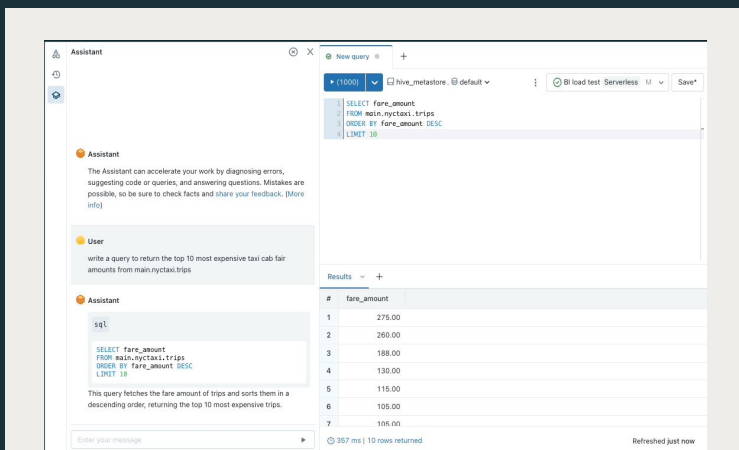 Assistant
Assistant
The Assistant can accelerate your work by diagnosing errors,
suggesting code or queries, and answering questions. Mistakes are
possible, so be sure to check facts and share your feedback. (More
info)
User
write a query to return the top 10 most expensive taxi cab fair
amounts from main.nyctaxi.trips
Assistant
sql
SELECT fare_amount
FROM main.nyctaxi.trips
ORDER BY fare_amount DESC
LIMIT 10
This query fetches the fare amount of trips and sorts them in a
descending order, returning the top 10 most expensive trips.
Enter your message
New query
(1000) hive_metastore. default BI load test Serverless M Save*
1 SELECT fare_amount
2 FROM main.nyctaxi.trips
3 ORDER BY fare_amount DESC
4 LIMIT 10
Results
# fare_amount
1 275.00
2 260.00
3 188.00
4 130.00
5 115.00
6 105.00
7 105.00
357 ms | 10 rows returned Refreshed just now